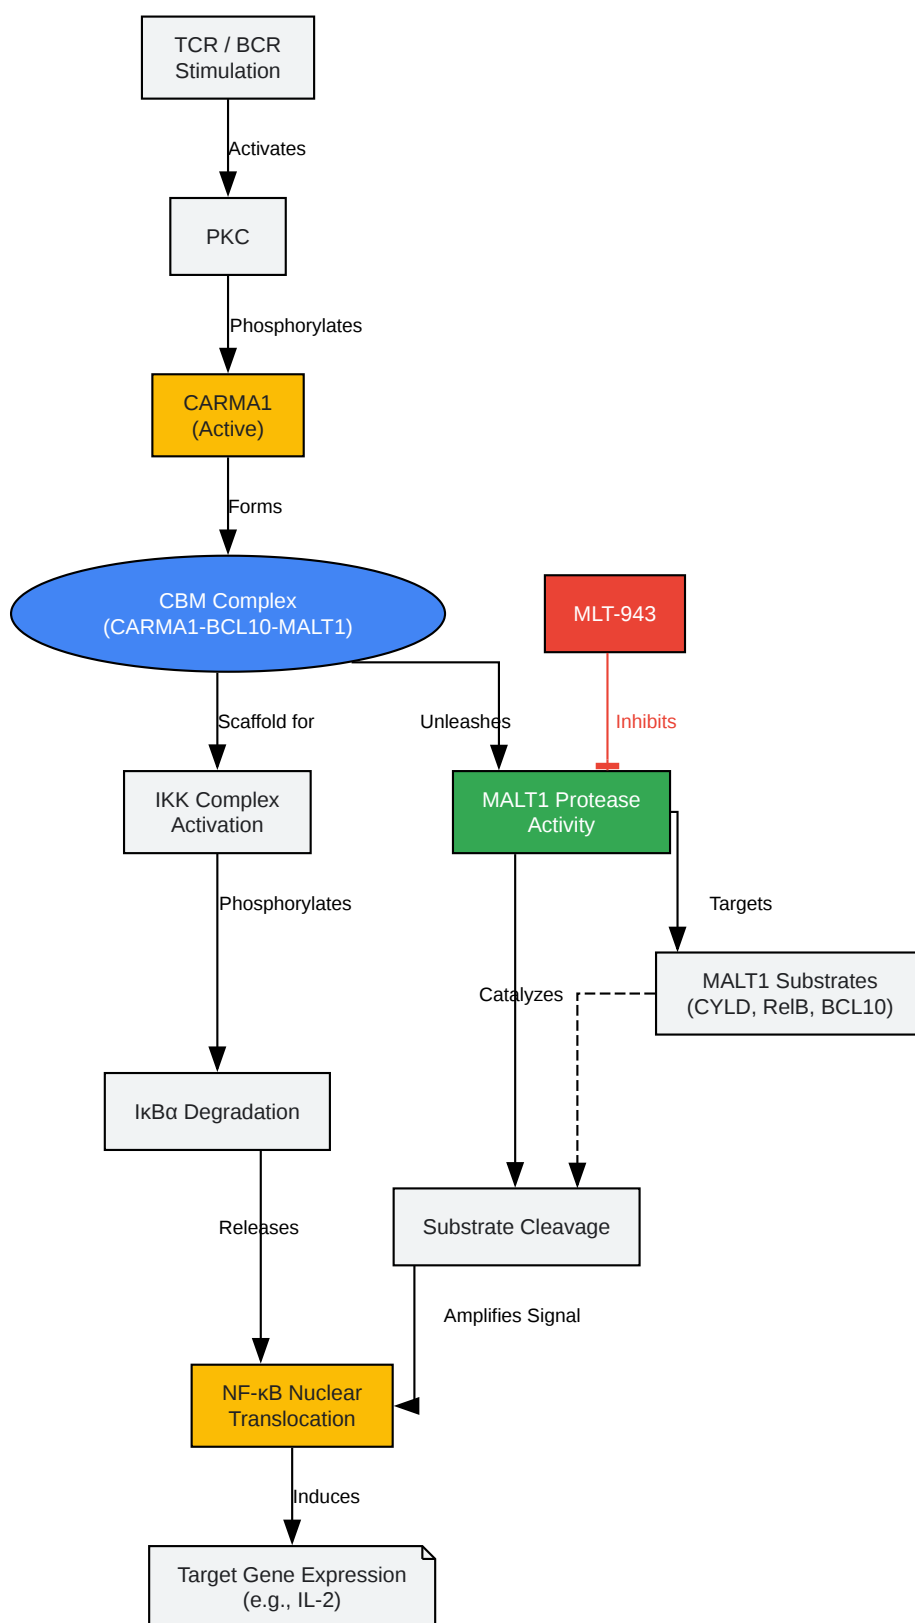 TCR / BCR
Stimulation
Activates
PKC
Phosphorylates
CARMA1
(Active)
Forms
CBM Complex
(CARMA1-BCL10-MALT1)
MLT-943
Scaffold for
Unleashes
Inhibits
IKK Complex
Activation
MALT1 Protease
Activity
Phosphorylates
Targets
MALT1 Substrates
(CYLD, RelB, BCL10)
Catalyzes
IκBα Degradation
Releases
Substrate Cleavage
Amplifies Signal
NF-κB Nuclear
Translocation
Induces
Target Gene Expression
(e.g., IL-2)